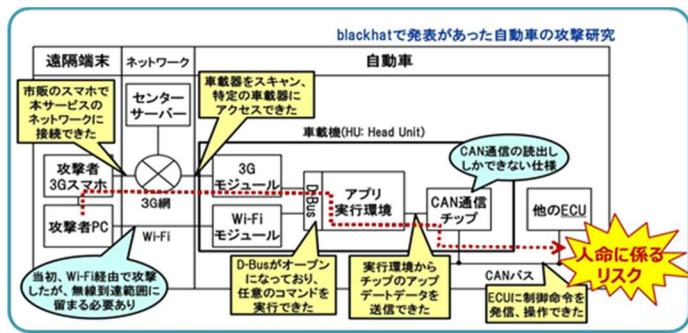 blackhatで発表があった自動車の攻撃研究
遠隔端末
ネットワーク
自動車
市販のスマホで
本サービスの
ネットワークに
接続できた
センター
サーバー
車載器をスキャン、
特定の車載器に
アクセスできた
車載機(HU: Head Unit)
CAN通信の読出し
しかできない仕様
攻撃者
3Gスマホ
3G網
3G
モジュール
D-Bus
アプリ
実行環境
CAN通信
チップ
他のECU
攻撃者PC
Wi-Fi
Wi-Fi
モジュール
人命に係る
リスク
当初、Wi-Fi経由で攻撃
したが、無線到達範囲に
留まる必要あり
D-Busがオープン
になっており、
任意のコマンドを
実行できた
実行環境から
チップのアップ
デートデータを
送信できた
CANバス
ECUに制御命令を
発信、操作できた